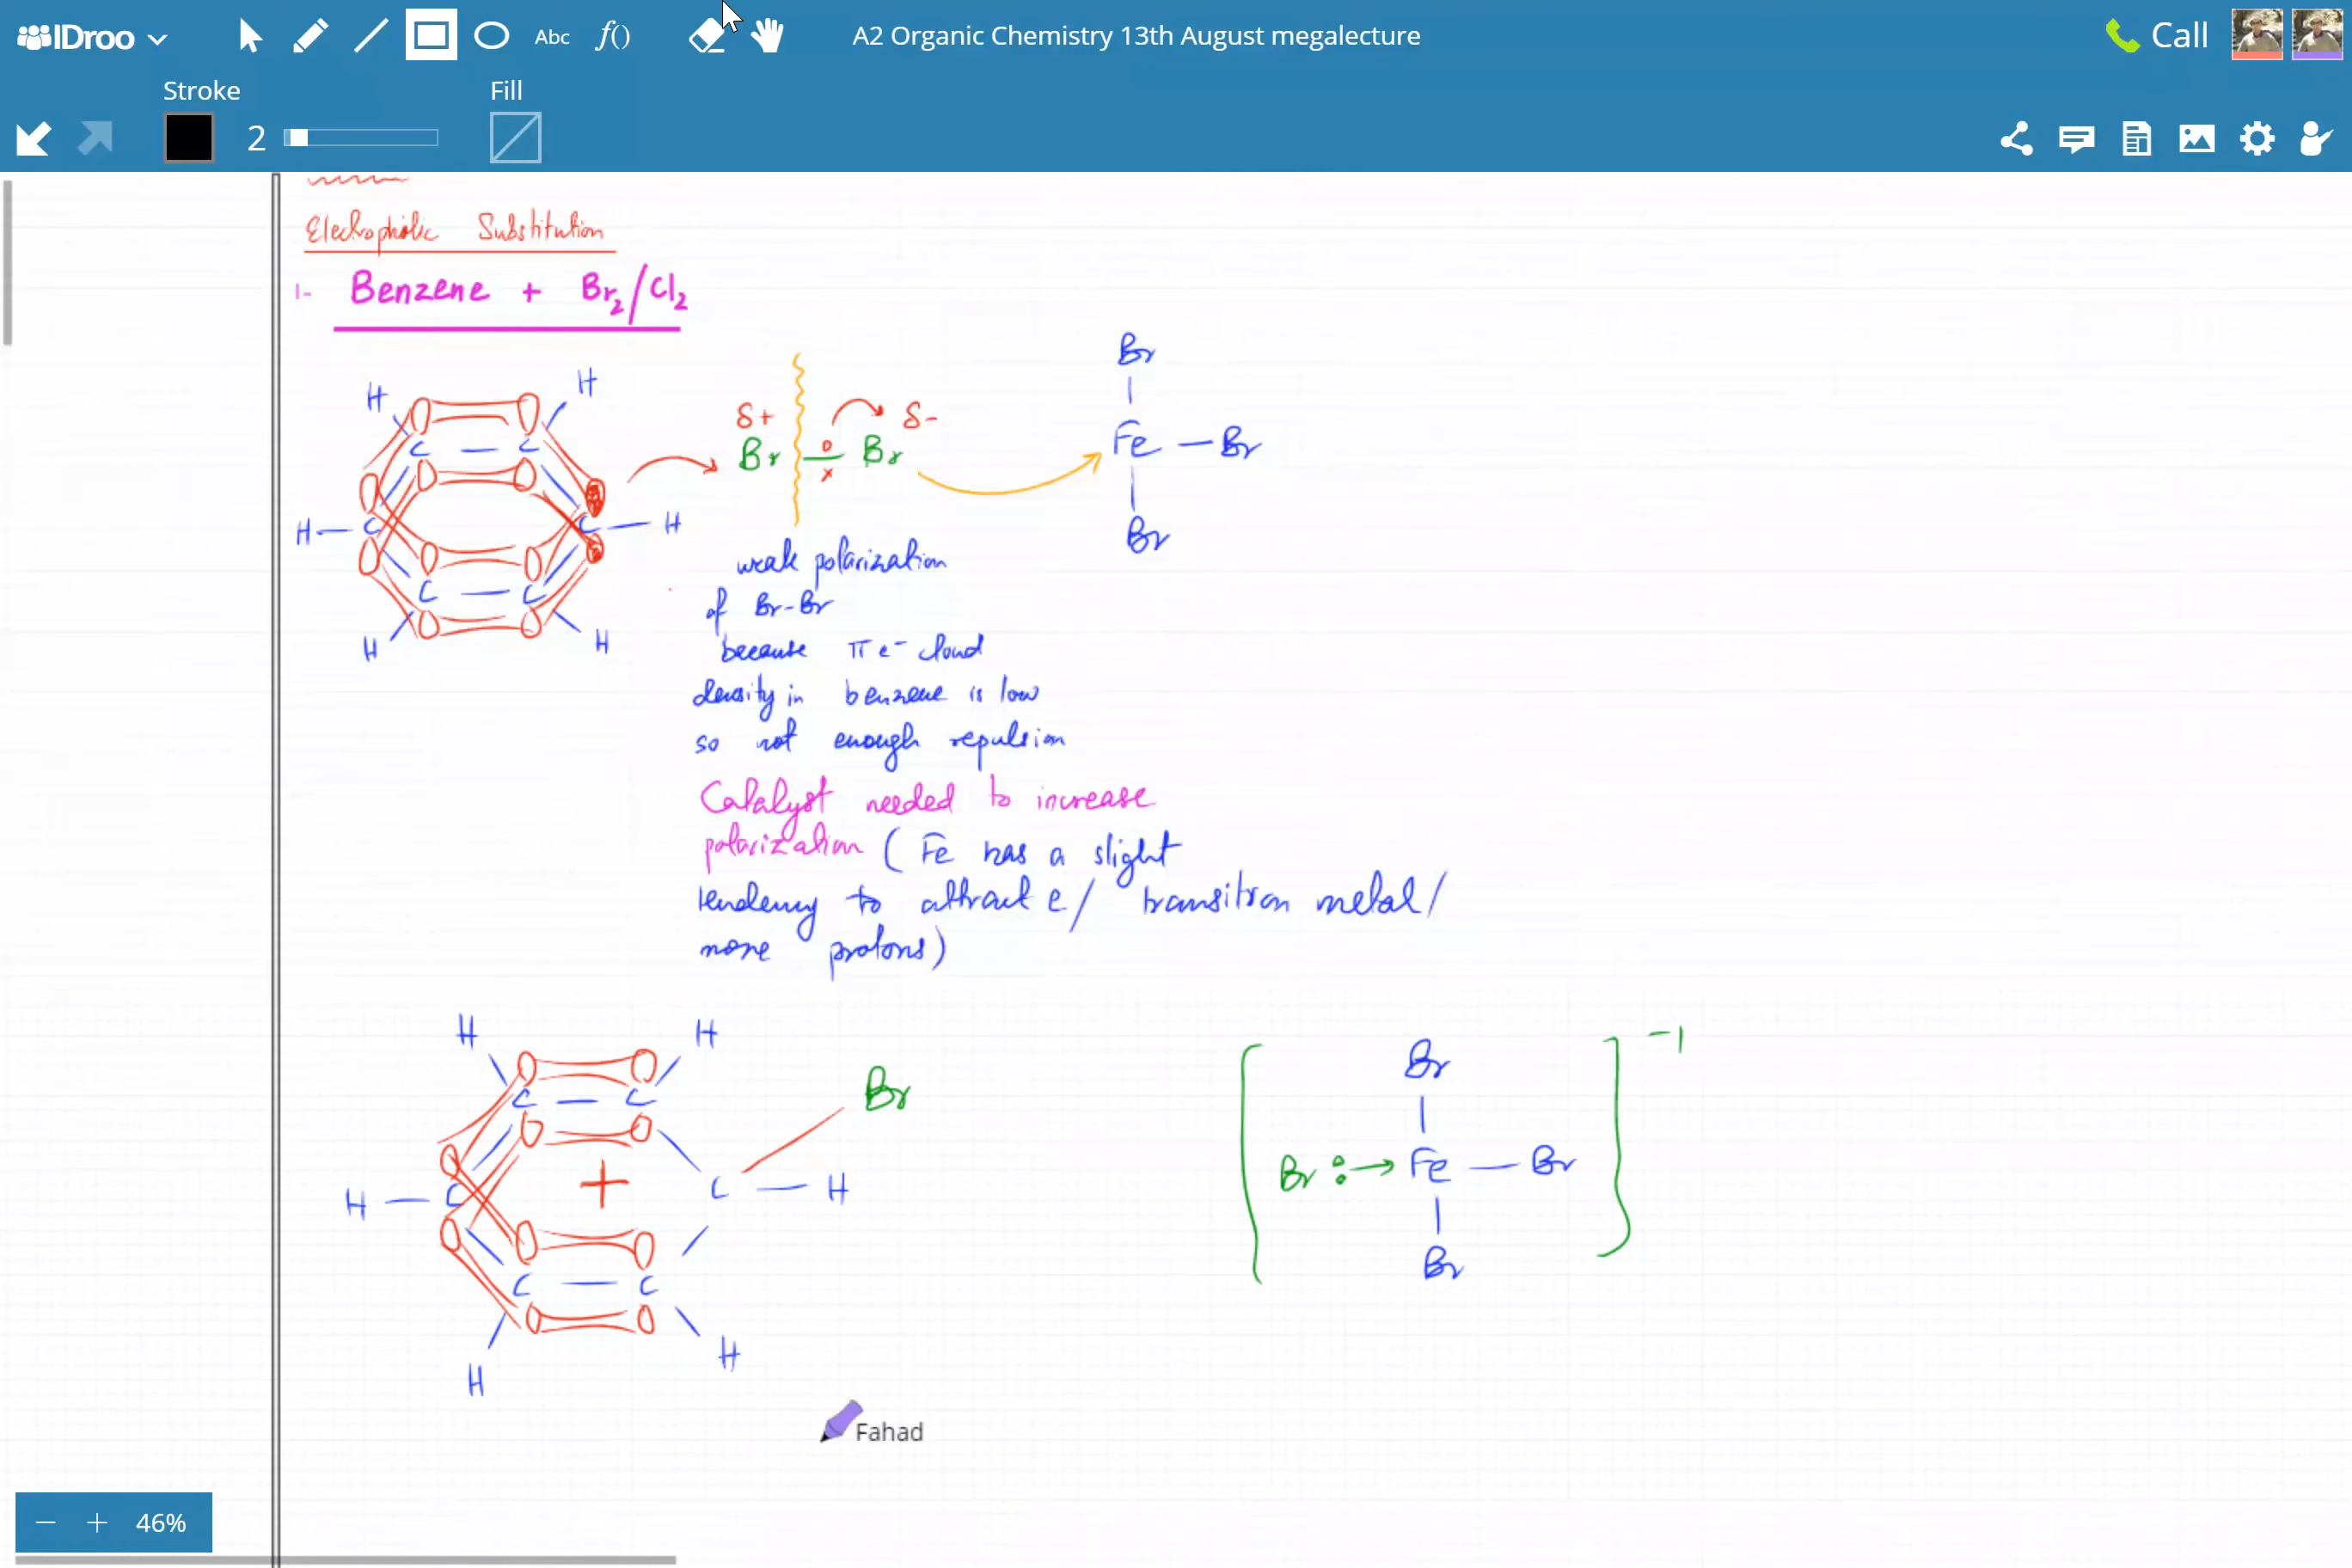 IDroo
Abc
f()
A2 Organic Chemistry 13th August megalecture
Call
Stroke
Fill
2
Electrophilic Substitution
1- Benzene + Br2/Cl2
H H
C — C
H — C C — H
C — C
H H
δ+ δ-
Br — Br
o
x
Br
Fe — Br
Br
weak polarization
of Br-Br
because π e- cloud
density in benzene is low
so not enough repulsion
Catalyst needed to increase
polarization ( Fe has a slight
tendency to attract e/ transition metal/
more protons)
H H
Br
C — C
+
H — C C — H
C — C
H H
[ Br -1
Br : → Fe — Br
Br ]
Fahad
− + 46%